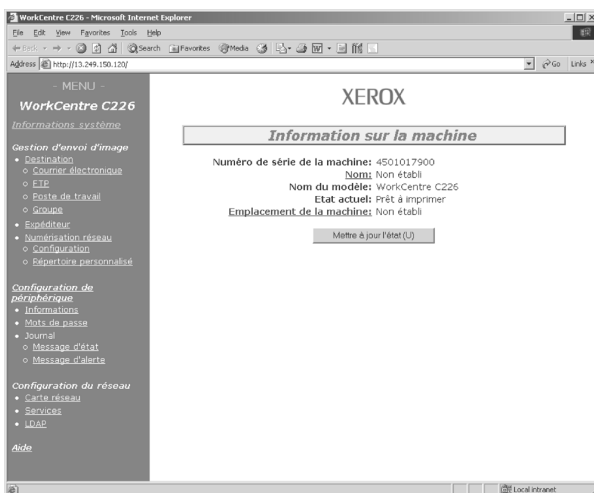 WorkCentre C226 - Microsoft Internet Explorer
File Edit View Favorites Tools Help
Back Search Favorites Media
Address http://13.249.150.120/ Go Links
- MENU -
WorkCentre C226
Informations système
Gestion d'envoi d'image
Destination
Courrier électronique
FTP
Poste de travail
Groupe
Expéditeur
Numérisation réseau
Configuration
Répertoire personnalisé
Configuration de
périphérique
Informations
Mots de passe
Journal
Message d'état
Message d'alerte
Configuration du réseau
Carte réseau
Services
LDAP
Aide
XEROX
Information sur la machine
Numéro de série de la machine: 4501017900
Nom: Non établi
Nom du modèle: WorkCentre C226
Etat actuel: Prêt à imprimer
Emplacement de la machine: Non établi
Mettre à jour l'état (U)
Local intranet